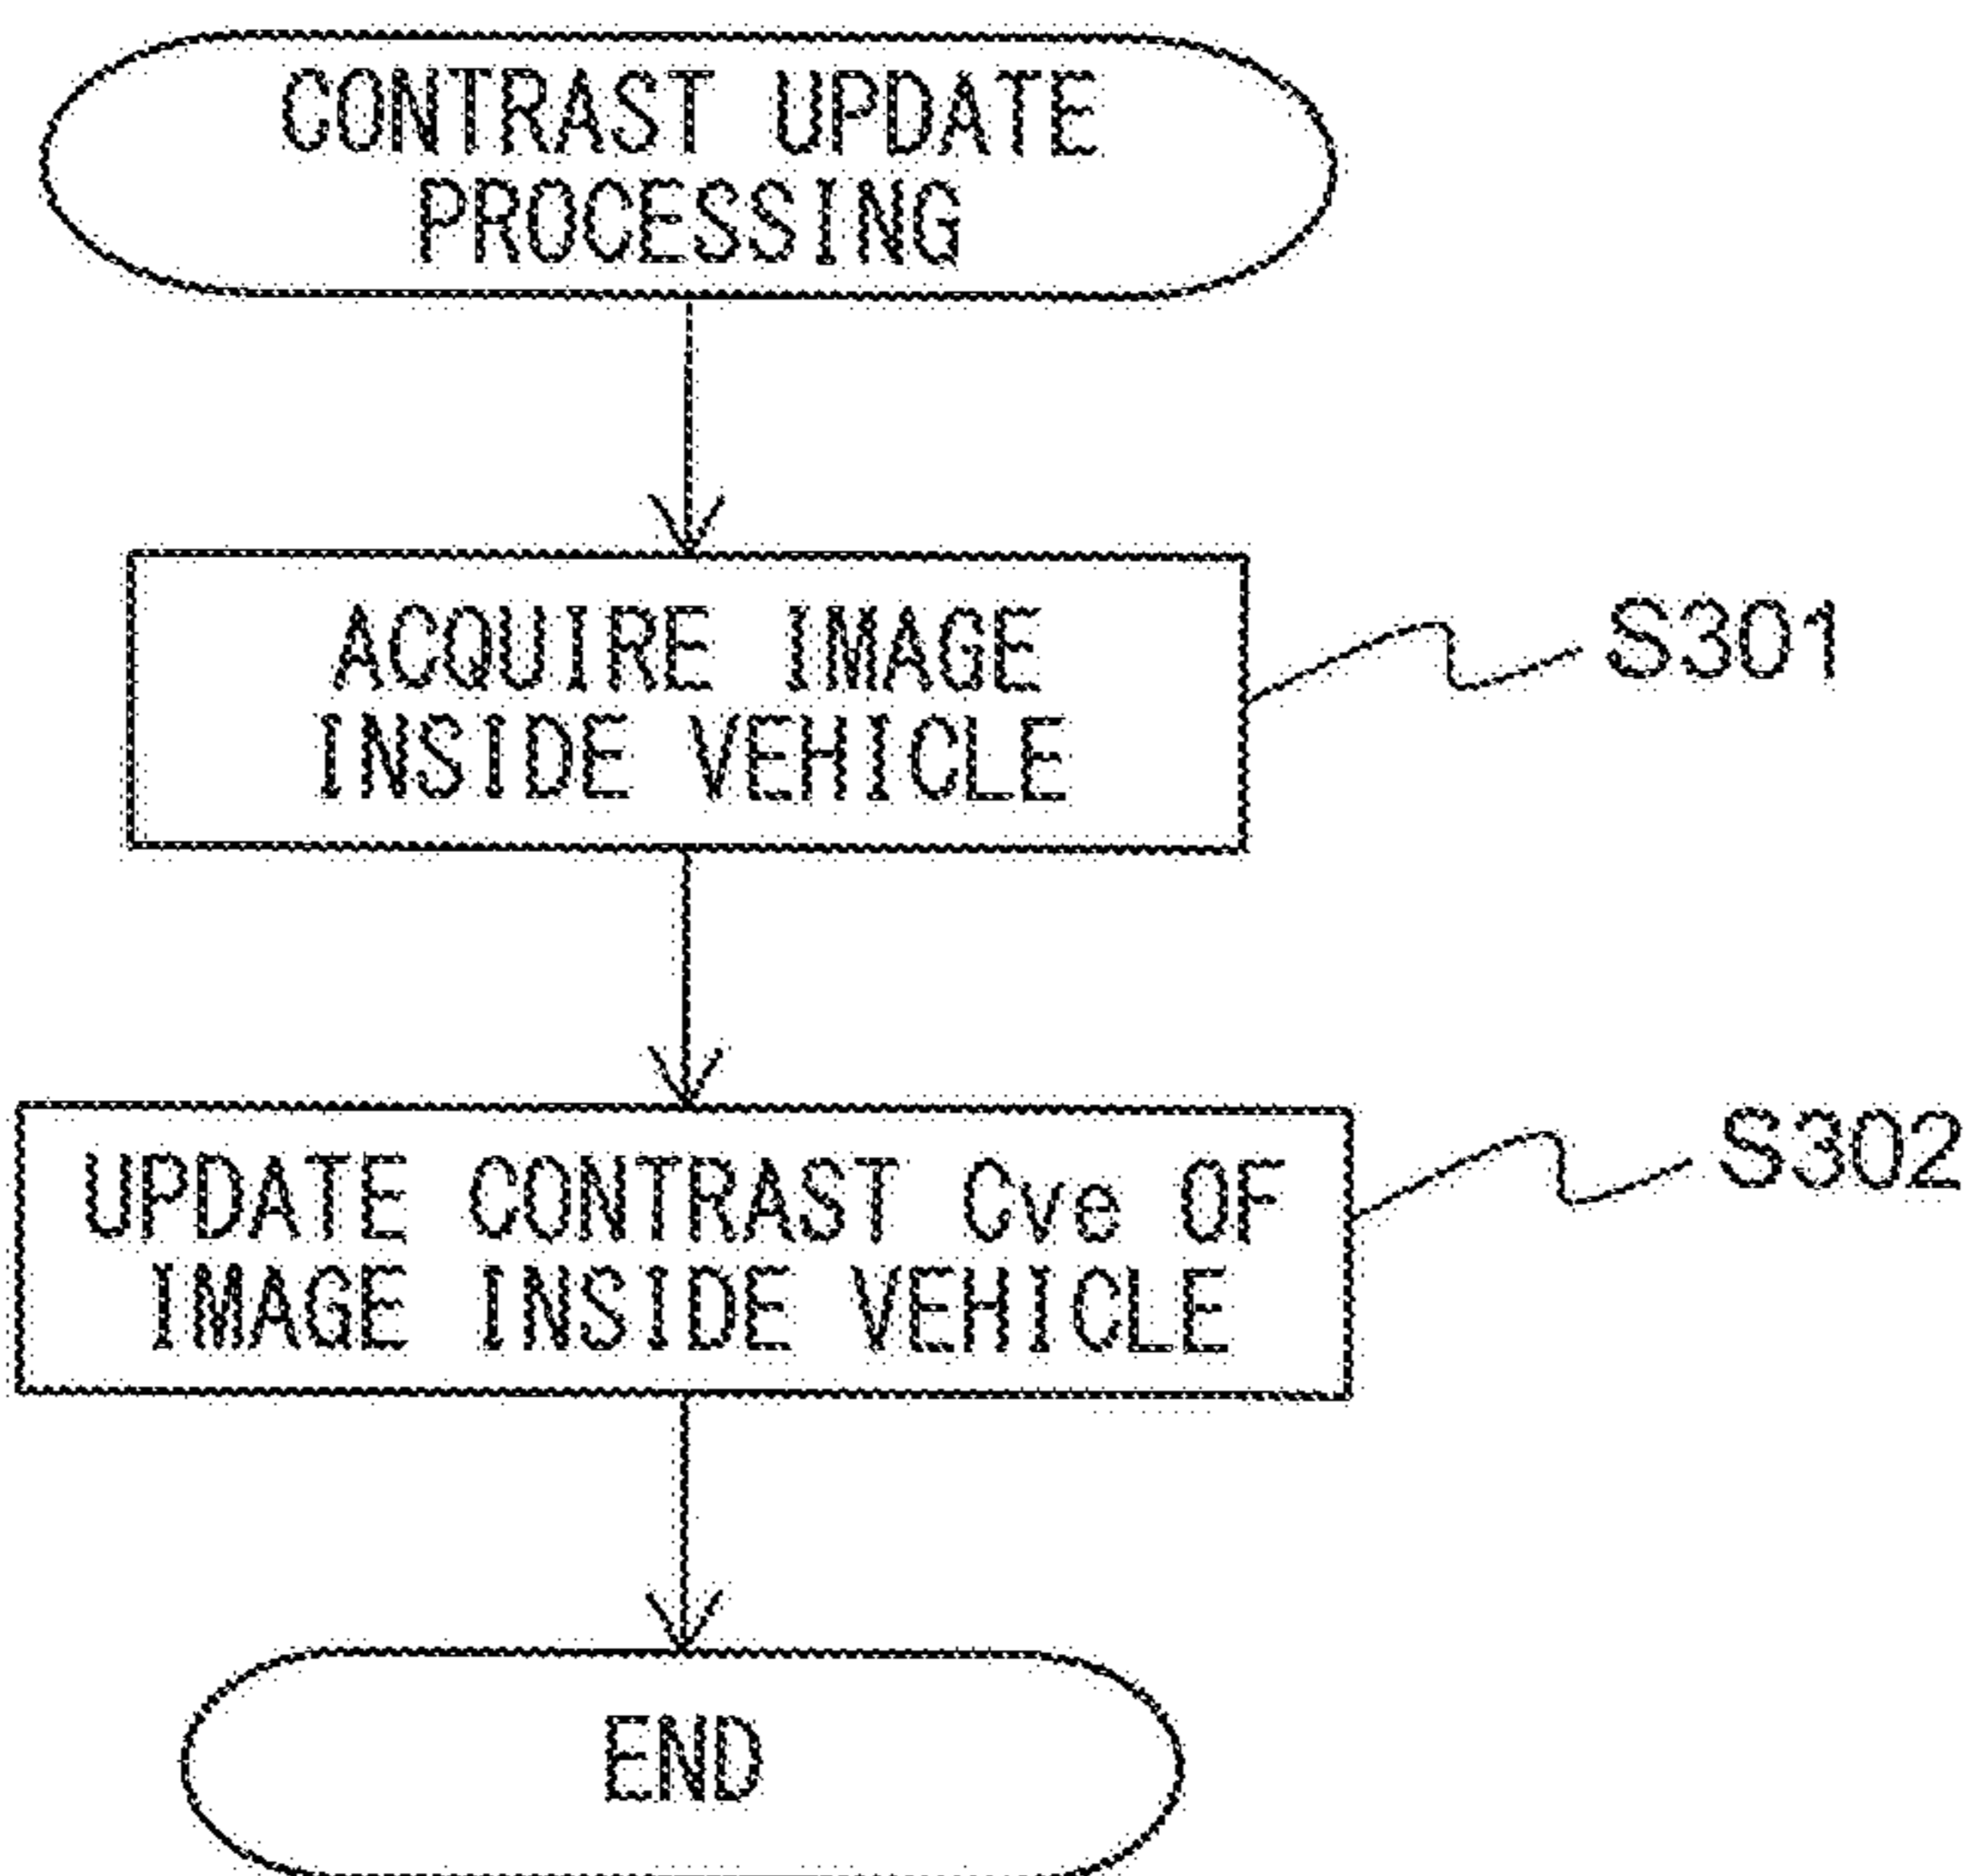 CONTRAST UPDATE
PROCESSING
ACQUIRE IMAGE
INSIDE VEHICLE
S301
UPDATE CONTRAST Cve OF
IMAGE INSIDE VEHICLE
S302
END